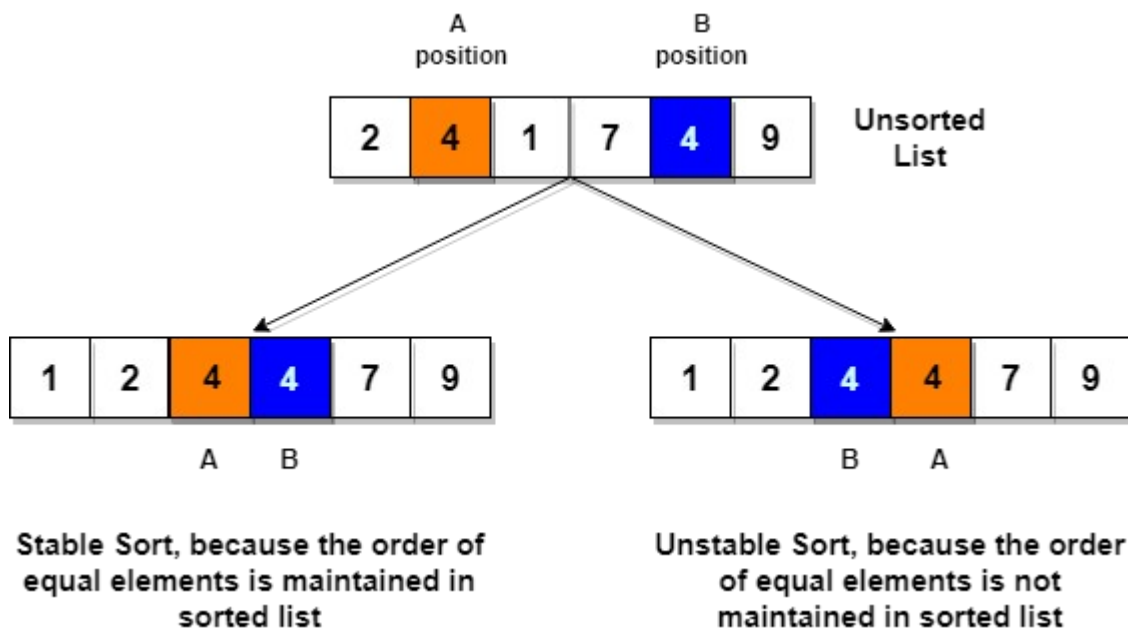 A
position
B
position
2 4 1 7 4 9
Unsorted
List
1 2 4 4 7 9
A B
1 2 4 4 7 9
B A
Stable Sort, because the order of
equal elements is maintained in
sorted list
Unstable Sort, because the order
of equal elements is not
maintained in sorted list